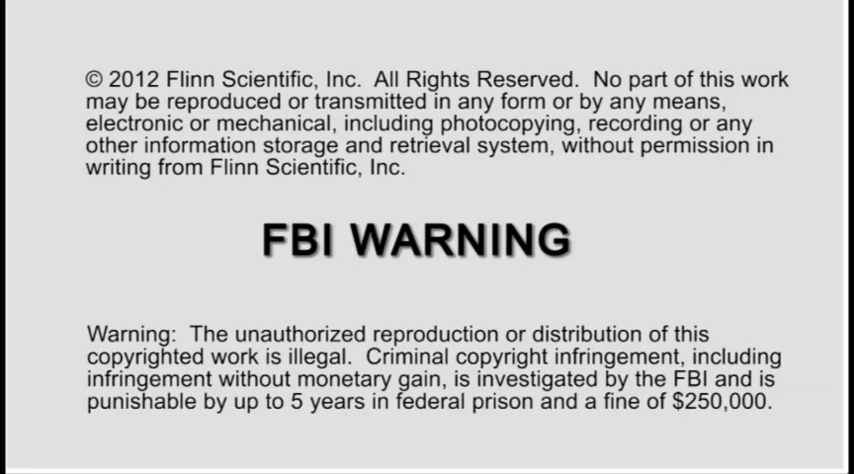 © 2012 Flinn Scientific, Inc.  All Rights Reserved.  No part of this work
may be reproduced or transmitted in any form or by any means,
electronic or mechanical, including photocopying, recording or any
other information storage and retrieval system, without permission in
writing from Flinn Scientific, Inc.
FBI WARNING
Warning:  The unauthorized reproduction or distribution of this
copyrighted work is illegal.  Criminal copyright infringement, including
infringement without monetary gain, is investigated by the FBI and is
punishable by up to 5 years in federal prison and a fine of $250,000.